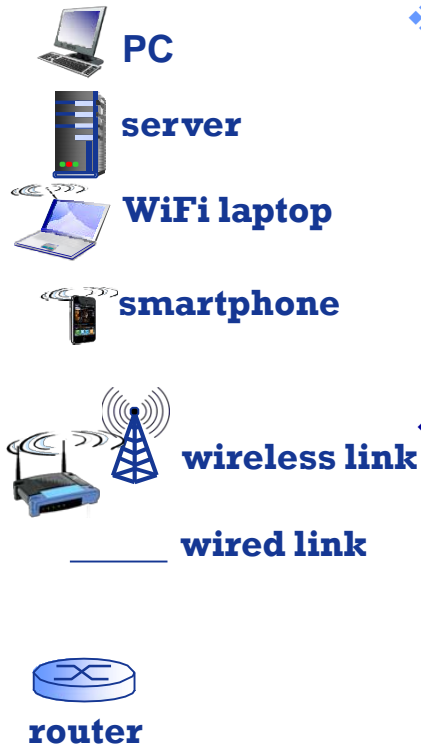 PC
server
WiFi laptop
smartphone
wireless link
wired link
router